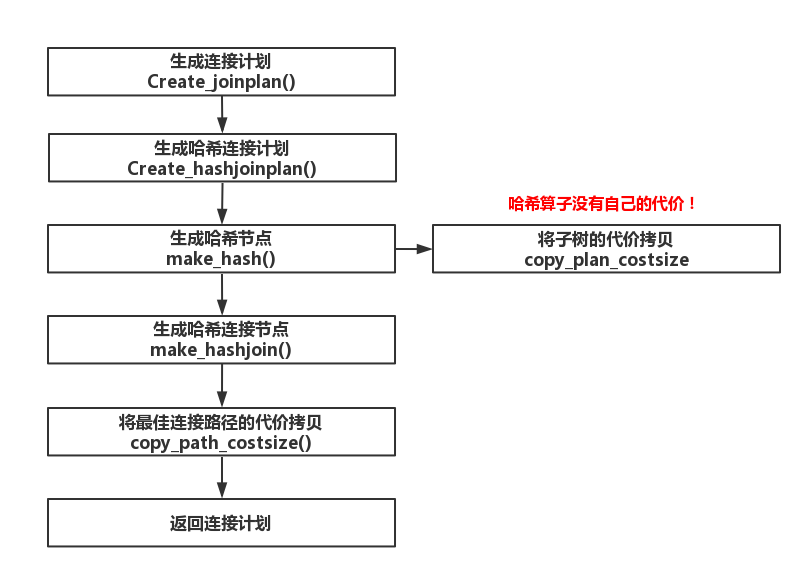 生成连接计划
Create_joinplan()
生成哈希连接计划
Create_hashjoinplan()
哈希算子没有自己的代价！
生成哈希节点
make_hash()
将子树的代价拷贝
copy_plan_costsize
生成哈希连接节点
make_hashjoin()
将最佳连接路径的代价拷贝
copy_path_costsize()
返回连接计划